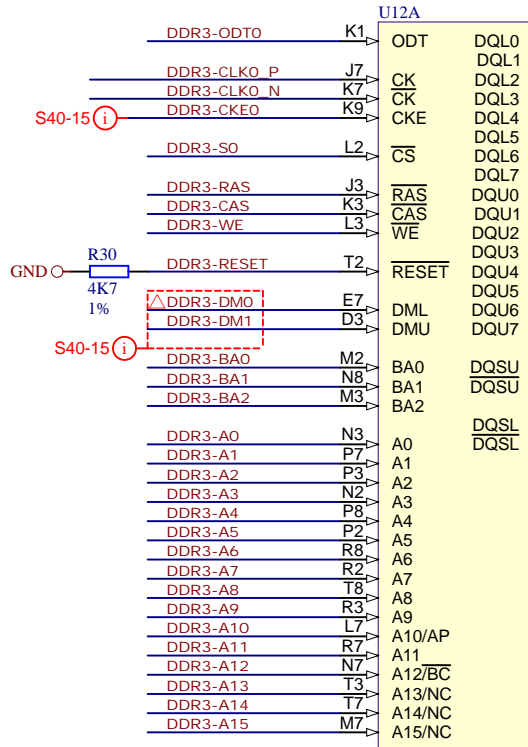 U12A
DDR3-ODT0 K1 ODT DQL0
DQL1
DDR3-CLK0_P J7 CK DQL2
DDR3-CLK0_N K7 CK DQL3
S40-15 i DDR3-CKE0 K9 CKE DQL4
DQL5
DDR3-S0 L2 CS DQL6
DQL7
DDR3-RAS J3 RAS DQU0
DDR3-CAS K3 CAS DQU1
DDR3-WE L3 WE DQU2
DQU3
GND R30 DDR3-RESET T2 RESET DQU4
4K7 DQU5
1% DDR3-DM0 E7 DML DQU6
DDR3-DM1 D3 DMU DQU7
S40-15 i
DDR3-BA0 M2 BA0 DQSU
DDR3-BA1 N8 BA1 DQSU
DDR3-BA2 M3 BA2
DQSL
DDR3-A0 N3 A0 DQSL
DDR3-A1 P7 A1
DDR3-A2 P3 A2
DDR3-A3 N2 A3
DDR3-A4 P8 A4
DDR3-A5 P2 A5
DDR3-A6 R8 A6
DDR3-A7 R2 A7
DDR3-A8 T8 A8
DDR3-A9 R3 A9
DDR3-A10 L7 A10/AP
DDR3-A11 R7 A11
DDR3-A12 N7 A12/BC
DDR3-A13 T3 A13/NC
DDR3-A14 T7 A14/NC
DDR3-A15 M7 A15/NC